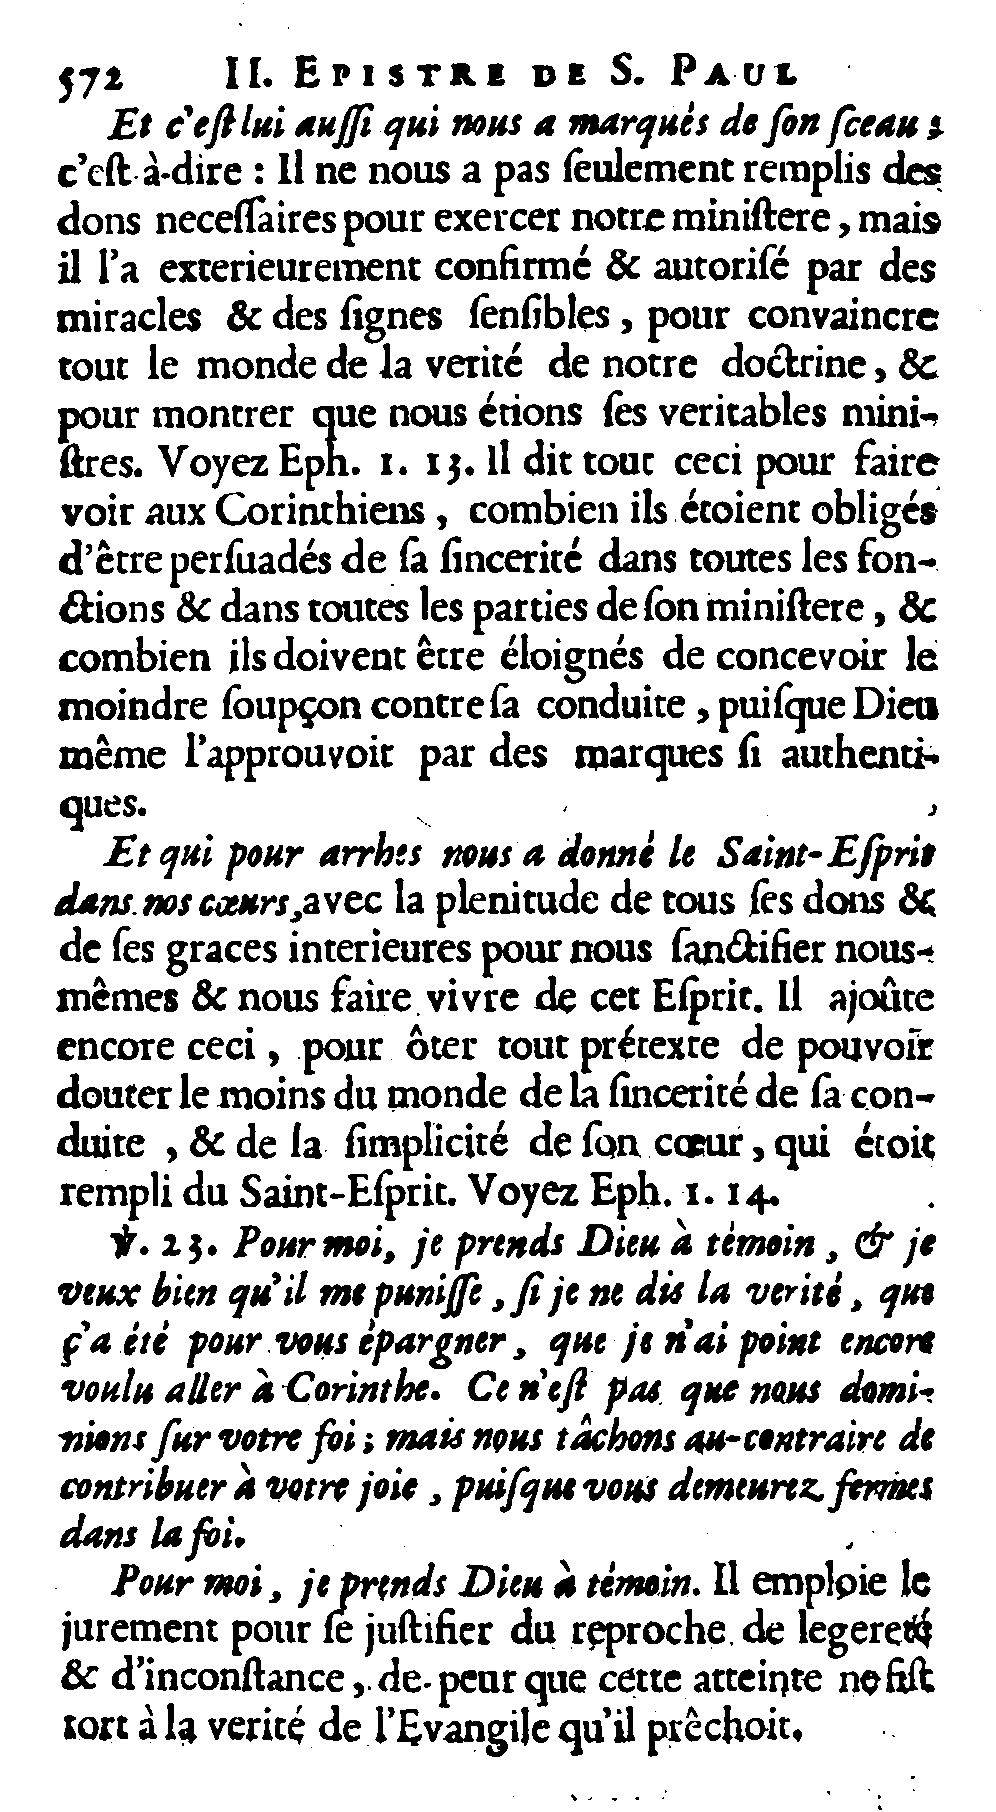 572 II. EPISTRE DE S. PAUL
Et c'eſt lui auſſi qui nous a marqués de ſon ſceau ;
c'eſt-à-dire : Il ne nous a pas ſeulement remplis des
dons neceſſaires pour exercer notre miniſtere, mais
il l'a exterieurement confirmé & autoriſé par des
miracles & des ſignes ſenſibles, pour convaincre
tout le monde de la verité de notre doctrine, &
pour montrer que nous étions ſes veritables mini-
ſtres. Voyez Eph. 1. 13. Il dit tout ceci pour faire
voir aux Corinthiens, combien ils étoient obligés
d'être perſuadés de ſa ſincerité dans toutes les fon-
ctions & dans toutes les parties de ſon miniſtere, &
combien ils doivent être éloignés de concevoir le
moindre ſoupçon contre ſa conduite, puiſque Dieu
même l'approuvoit par des marques ſi authenti-
ques.
Et qui pour arrhes nous a donné le Saint-Eſprit
dans nos cœurs, avec la plenitude de tous ſes dons &
de ſes graces interieures pour nous ſanctifier nous-
mêmes & nous faire vivre de cet Eſprit. Il ajoûte
encore ceci, pour ôter tout prétexte de pouvoir
douter le moins du monde de la ſincerité de ſa con-
duite, & de la ſimplicité de ſon cœur, qui étoit
rempli du Saint-Eſprit. Voyez Eph. 1. 14.
℣. 23. Pour moi, je prends Dieu à témoin, & je
veux bien qu'il me puniſſe, ſi je ne dis la verité, que
ç'a été pour vous épargner, que je n'ai point encore
voulu aller à Corinthe. Ce n'eſt pas que nous domi-
nions ſur votre foi ; mais nous tâchons au-contraire de
contribuer à votre joie, puiſque vous demeurez fermes
dans la foi.
Pour moi, je prends Dieu à témoin. Il emploie le
jurement pour ſe juſtifier du reproche de legereté
& d'inconſtance, de peur que cette atteinte ne fiſt
tort à la verité de l'Evangile qu'il prêchoit.